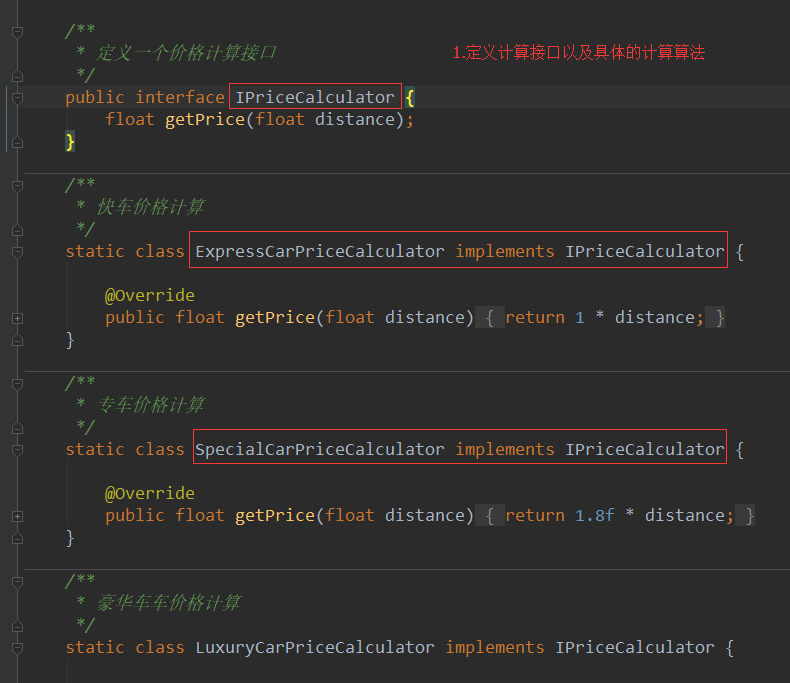 /**
* 定义一个价格计算接口
1.定义计算接口以及具体的计算算法
*/
public interface IPriceCalculator {
float getPrice(float distance);
}
/**
* 快车价格计算
*/
static class ExpressCarPriceCalculator implements IPriceCalculator {
@Override
public float getPrice(float distance) { return 1 * distance; }
}
/**
* 专车价格计算
*/
static class SpecialCarPriceCalculator implements IPriceCalculator {
@Override
public float getPrice(float distance) { return 1.8f * distance; }
}
/**
* 豪华车车价格计算
*/
static class LuxuryCarPriceCalculator implements IPriceCalculator {